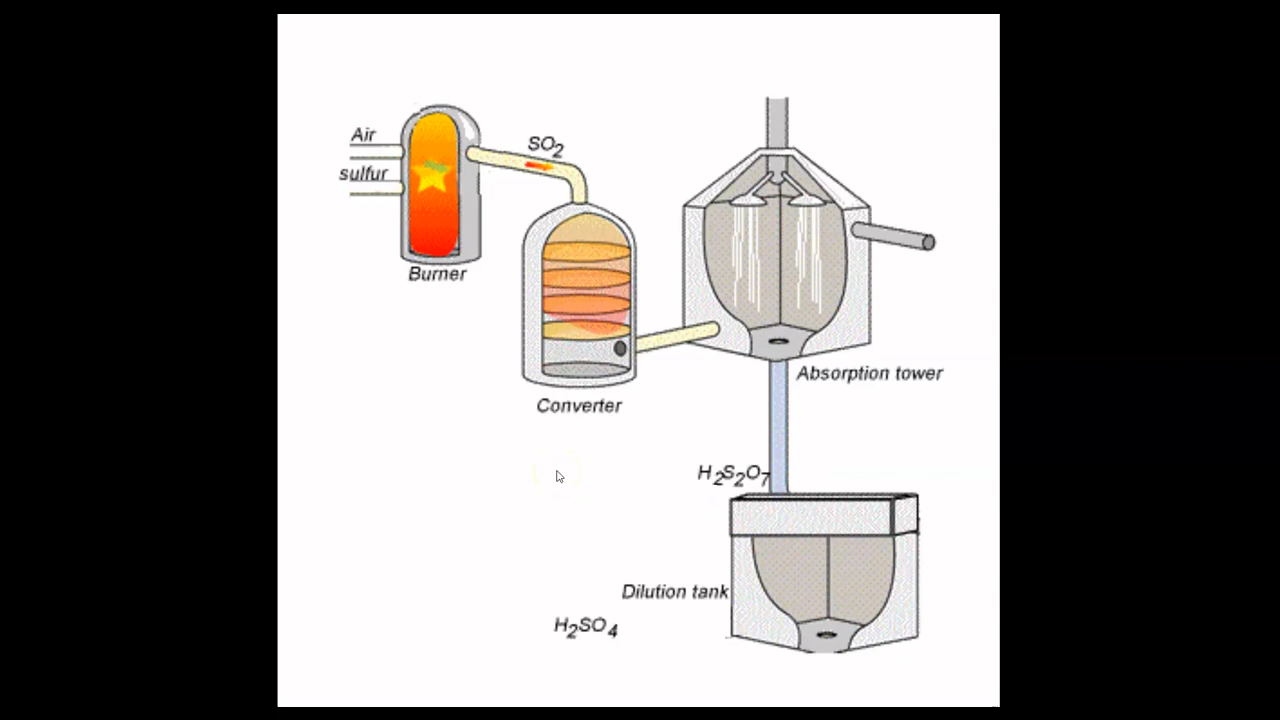 Air
SO2
sulfur
Burner
Absorption tower
Converter
H2S2O7
Dilution tank
H2SO4